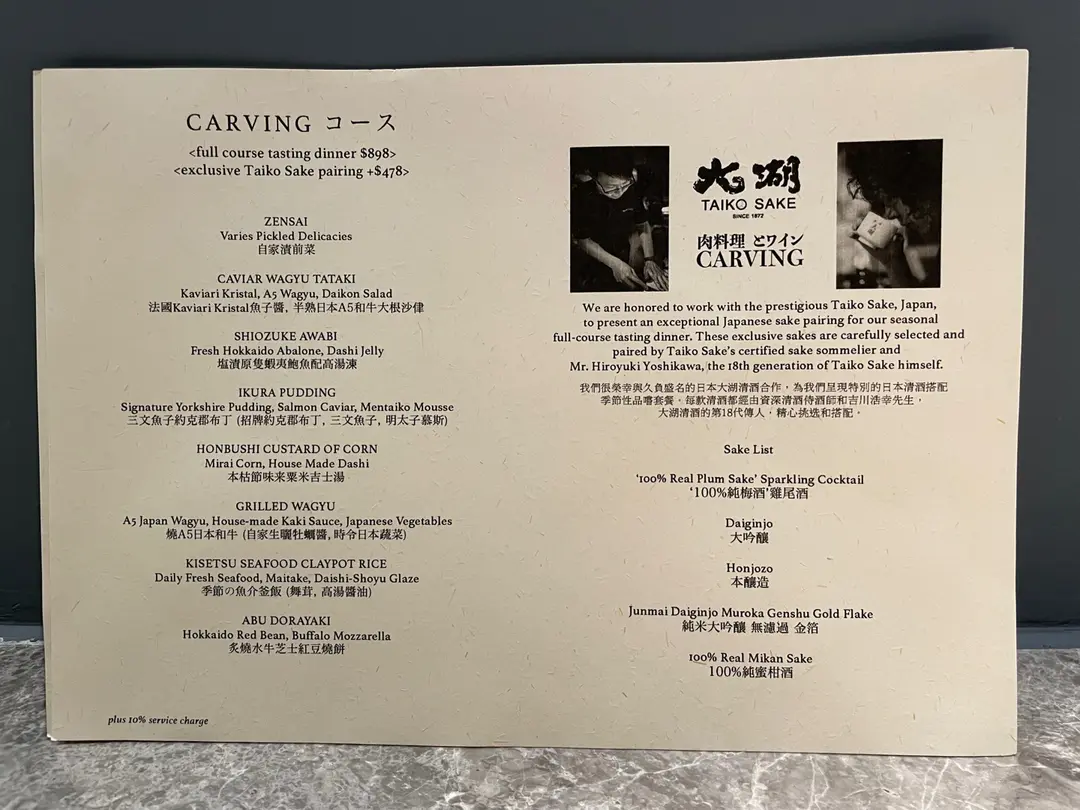 CARVING コース
<full course tasting dinner $898>
<exclusive Taiko Sake pairing +$478>
ZENSAI
Varies Pickled Delicacies
自家漬前菜
CAVIAR WAGYU TATAKI
Kaviari Kristal, A5 Wagyu, Daikon Salad
法國Kaviari Kristal魚子醬, 半熟日本A5和牛大根沙侓
SHIOZUKE AWABI
Fresh Hokkaido Abalone, Dashi Jelly
塩漬原隻蝦夷鮑魚配高湯凍
IKURA PUDDING
Signature Yorkshire Pudding, Salmon Caviar, Mentaiko Mousse
三文魚子約克郡布丁 (招牌約克郡布丁, 三文魚子, 明太子慕斯)
HONBUSHI CUSTARD OF CORN
Mirai Corn, House Made Dashi
本枯節味来粟米吉士湯
GRILLED WAGYU
A5 Japan Wagyu, House-made Kaki Sauce, Japanese Vegetables
燒A5日本和牛 (自家生曬牡蠣醬, 時令日本蔬菜)
KISETSU SEAFOOD CLAYPOT RICE
Daily Fresh Seafood, Maitake, Daishi-Shoyu Glaze
季節の魚介釜飯 (舞茸, 高湯醬油)
ABU DORAYAKI
Hokkaido Red Bean, Buffalo Mozzarella
炙燒水牛芝士紅豆燒餅
plus 10% service charge
太湖
TAIKO SAKE
SINCE 1872
肉料理 とワイン
CARVING
We are honored to work with the prestigious Taiko Sake, Japan,
to present an exceptional Japanese sake pairing for our seasonal
full-course tasting dinner. These exclusive sakes are carefully selected and
paired by Taiko Sake's certified sake sommelier and
Mr. Hiroyuki Yoshikawa, the 18th generation of Taiko Sake himself.
我們很榮幸與久負盛名的日本大湖清酒合作，為我們呈現特別的日本清酒搭配
季節性品嚐套餐。每款清酒都經由資深清酒侍酒師和吉川浩幸先生，
大湖清酒的第18代傳人，精心挑选和搭配。
Sake List
'100% Real Plum Sake' Sparkling Cocktail
'100%純梅酒'雞尾酒
Daiginjo
大吟釀
Honjozo
本釀造
Junmai Daiginjo Muroka Genshu Gold Flake
純米大吟釀 無濾過 金箔
100% Real Mikan Sake
100%純蜜柑酒